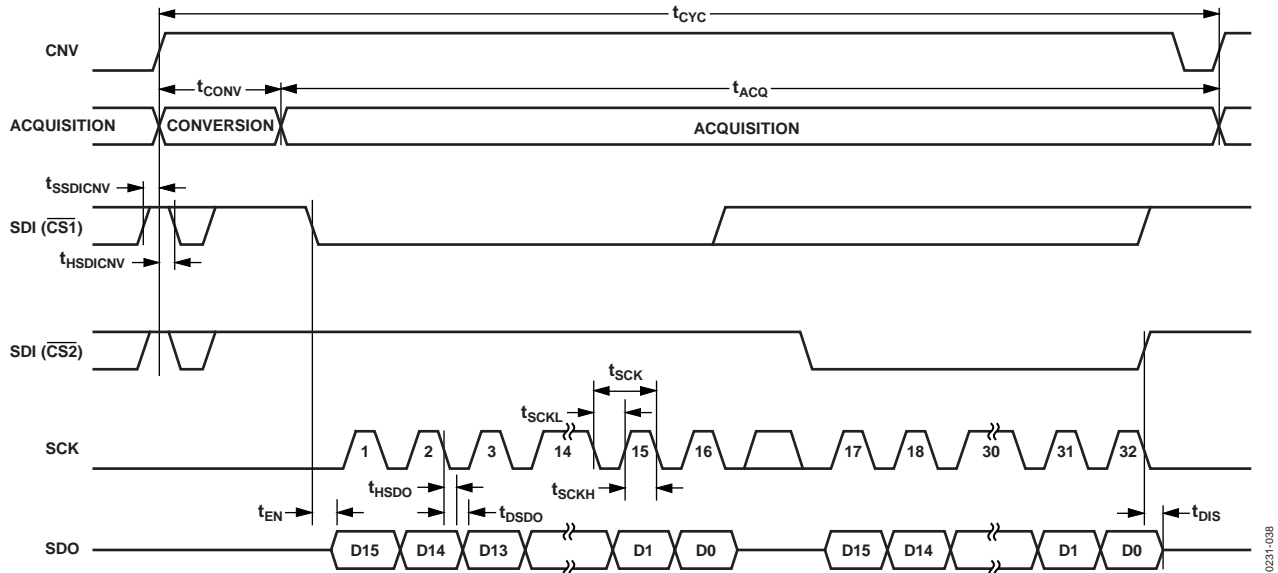 tCYC
CNV
tCONV
tACQ
ACQUISITION
CONVERSION
ACQUISITION
tSSDICNV
SDI (CS1)
tHSDICNV
SDI (CS2)
tSCK
tSCKL
SCK
1 2 3 14 15 16 17 18 30 31 32
tHSDO
tSCKH
tEN
tDSDO
tDIS
SDO
D15 D14 D13 D1 D0 D15 D14 D1 D0
0231-038